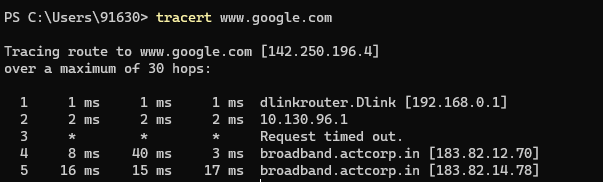 PS C:\Users\91630> tracert www.google.com
Tracing route to www.google.com [142.250.196.4]
over a maximum of 30 hops:
1 1 ms 1 ms 1 ms dlinkrouter.Dlink [192.168.0.1]
2 2 ms 2 ms 2 ms 10.130.96.1
3 * * * Request timed out.
4 8 ms 40 ms 3 ms broadband.actcorp.in [183.82.12.70]
5 16 ms 15 ms 17 ms broadband.actcorp.in [183.82.14.78]